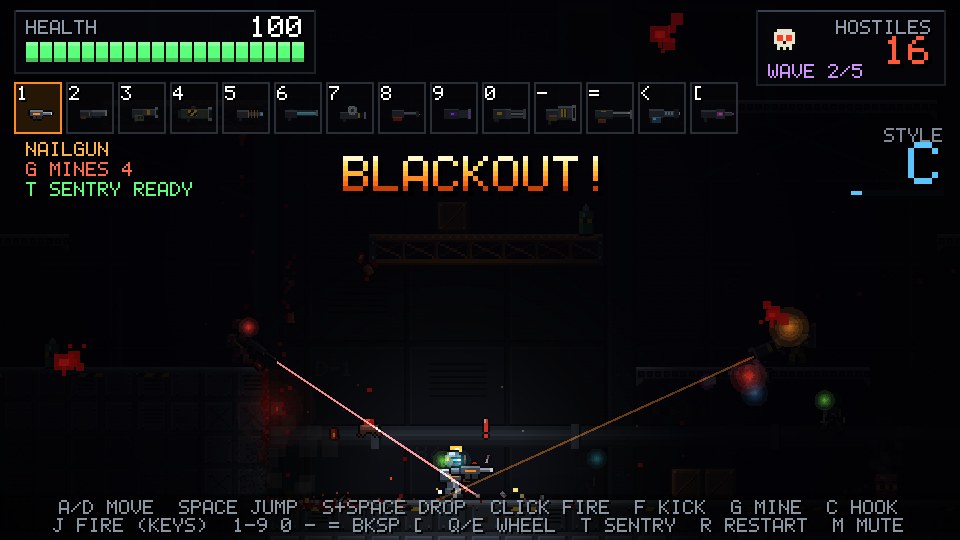 HEALTH 100
HOSTILES
16
WAVE 2/5
1 2 3 4 5 6 7 8 9 0 - = < [
NAILGUN
G MINES 4
T SENTRY READY
BLACKOUT!
STYLE
C
!
A/D MOVE SPACE JUMP S+SPACE DROP CLICK FIRE F KICK G MINE C HOOK
J FIRE (KEYS) 1-9 0 - = BKSP [ Q/E WHEEL T SENTRY R RESTART M MUTE